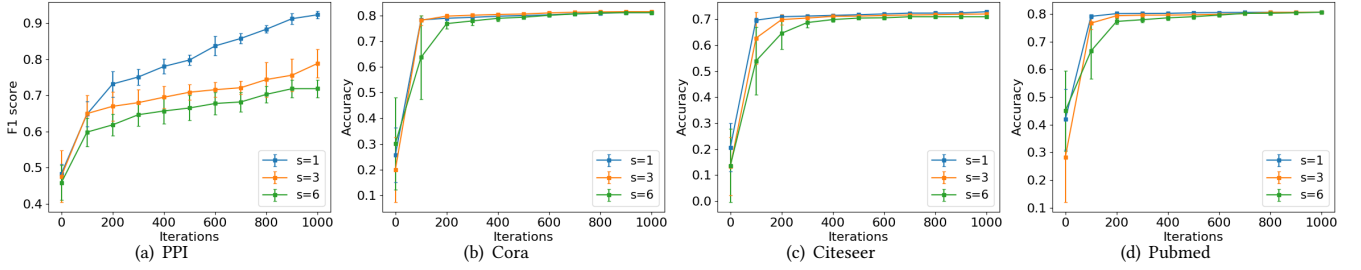 F1 score
0.9
0.8
0.7
0.6
0.5
0.4
0 200 400 600 800 1000
Iterations
s=1
s=3
s=6
(a) PPI
Accuracy
0.8
0.7
0.6
0.5
0.4
0.3
0.2
0.1
0 200 400 600 800 1000
Iterations
s=1
s=3
s=6
(b) Cora
Accuracy
0.7
0.6
0.5
0.4
0.3
0.2
0.1
0.0
0 200 400 600 800 1000
Iterations
s=1
s=3
s=6
(c) Citeseer
Accuracy
0.8
0.7
0.6
0.5
0.4
0.3
0.2
0.1
0 200 400 600 800 1000
Iterations
s=1
s=3
s=6
(d) Pubmed